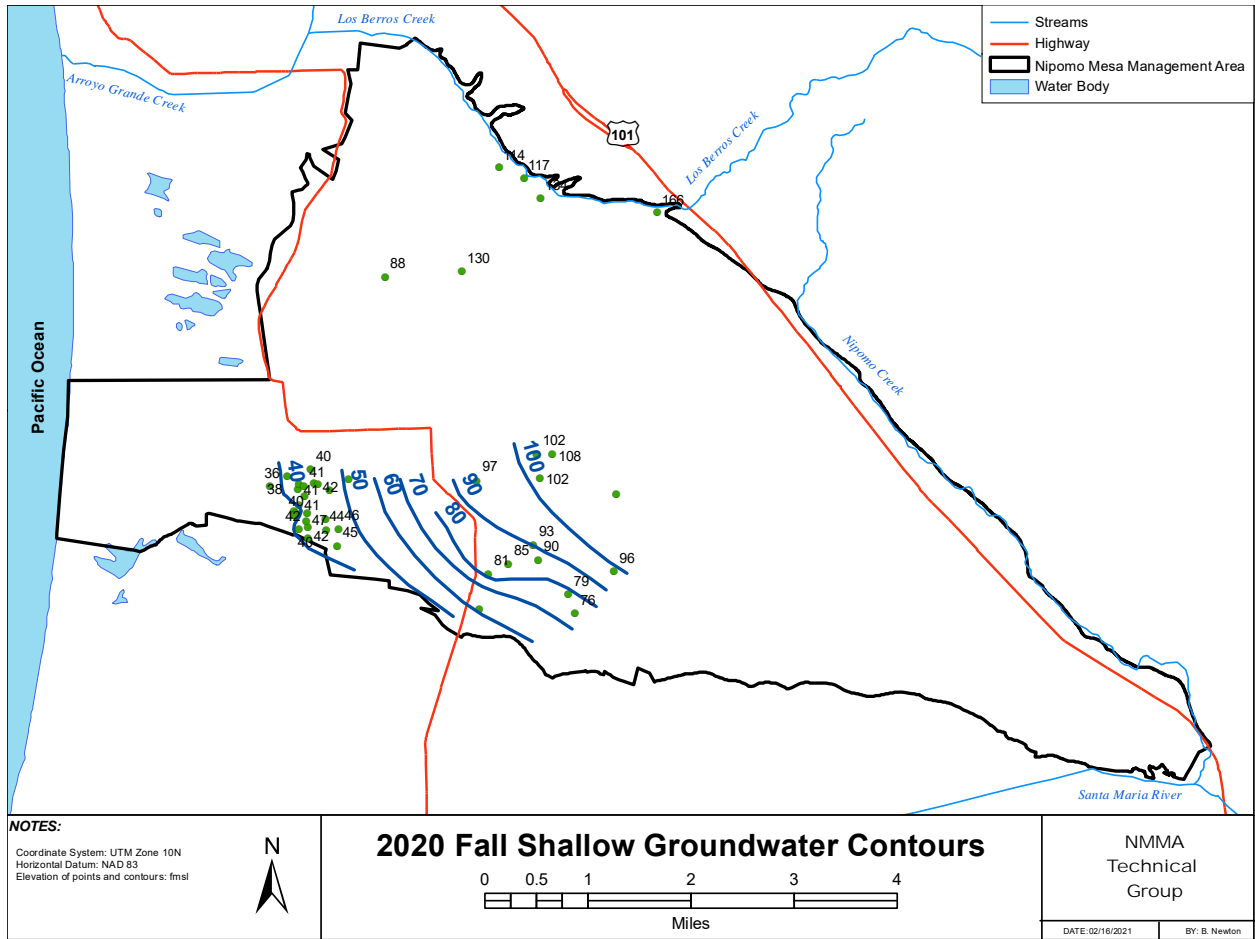 Los Berros Creek
Streams
Highway
Nipomo Mesa Management Area
Water Body
Arroyo Grande Creek
101
Los Berros Creek
114
117
166
88
130
Pacific Ocean
Nipomo Creek
40
36
40
41
50
60
70
97
90
100
102
108
102
38
41
42
40
41
80
42
47
44
46
93
40
42
45
85
90
81
96
79
76
Santa Maria River
NOTES:
Coordinate System: UTM Zone 10N
Horizontal Datum: NAD 83
Elevation of points and contours: fmsl
N
2020 Fall Shallow Groundwater Contours
0 0.5 1 2 3 4
Miles
NMMA
Technical
Group
DATE:02/16/2021
BY: B. Newton